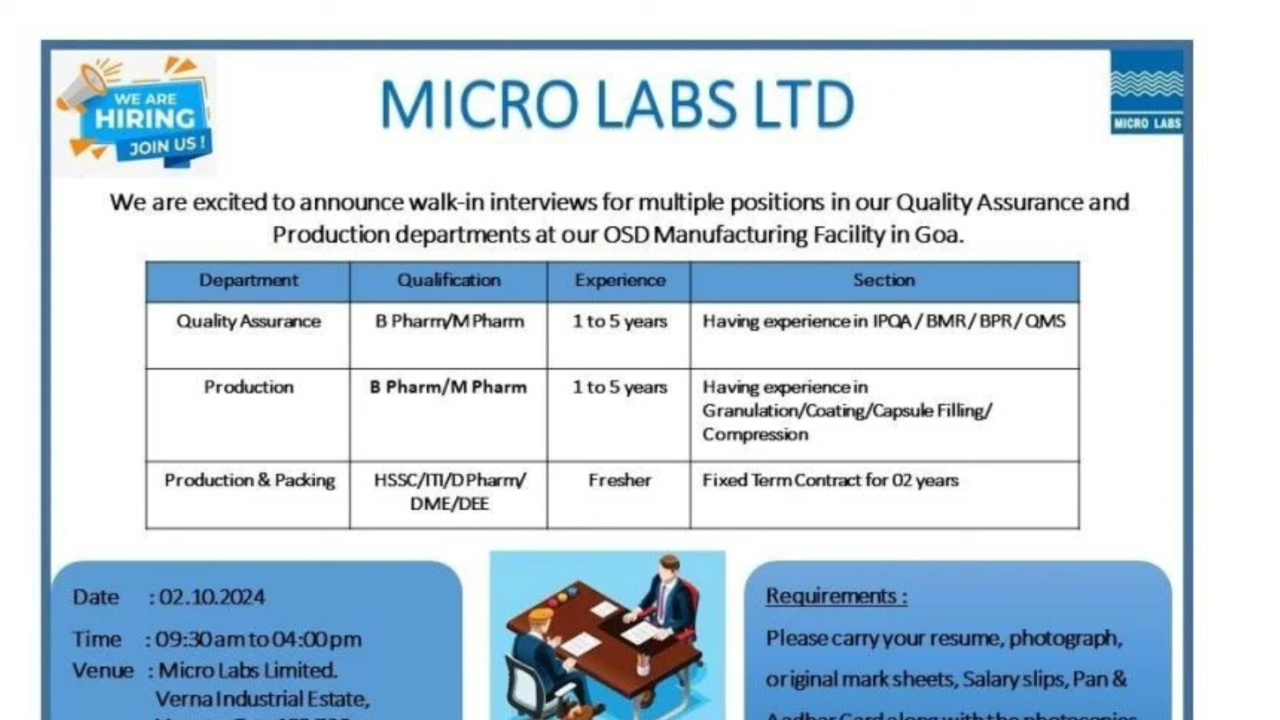 WE ARE
HIRING
JOIN US !
MICRO LABS LTD
MICRO LABS
We are excited to announce walk-in interviews for multiple positions in our Quality Assurance and
Production departments at our OSD Manufacturing Facility in Goa.
Department Qualification Experience Section
Quality Assurance B Pharm/M Pharm 1 to 5 years Having experience in IPQA / BMR / BPR / QMS
Production B Pharm/M Pharm 1 to 5 years Having experience in
Granulation/Coating/Capsule Filling/
Compression
Production & Packing HSSC/ITI/D Pharm/ Fresher Fixed Term Contract for 02 years
DME/DEE
Date : 02.10.2024
Time : 09:30 am to 04:00 pm
Venue : Micro Labs Limited.
Verna Industrial Estate,
Requirements :
Please carry your resume, photograph,
original mark sheets, Salary slips, Pan &
Aadhar Card along with the photocopies